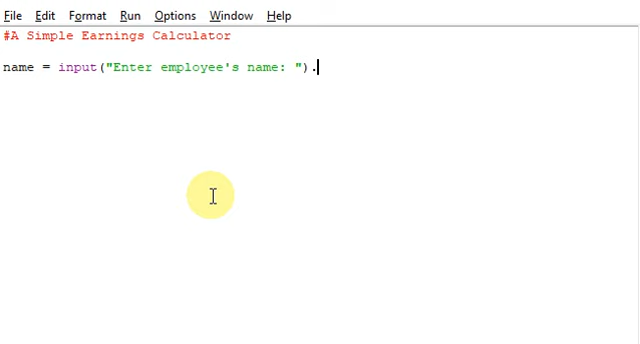 File Edit Format Run Options Window Help
#A Simple Earnings Calculator
name = input("Enter employee's name: ").